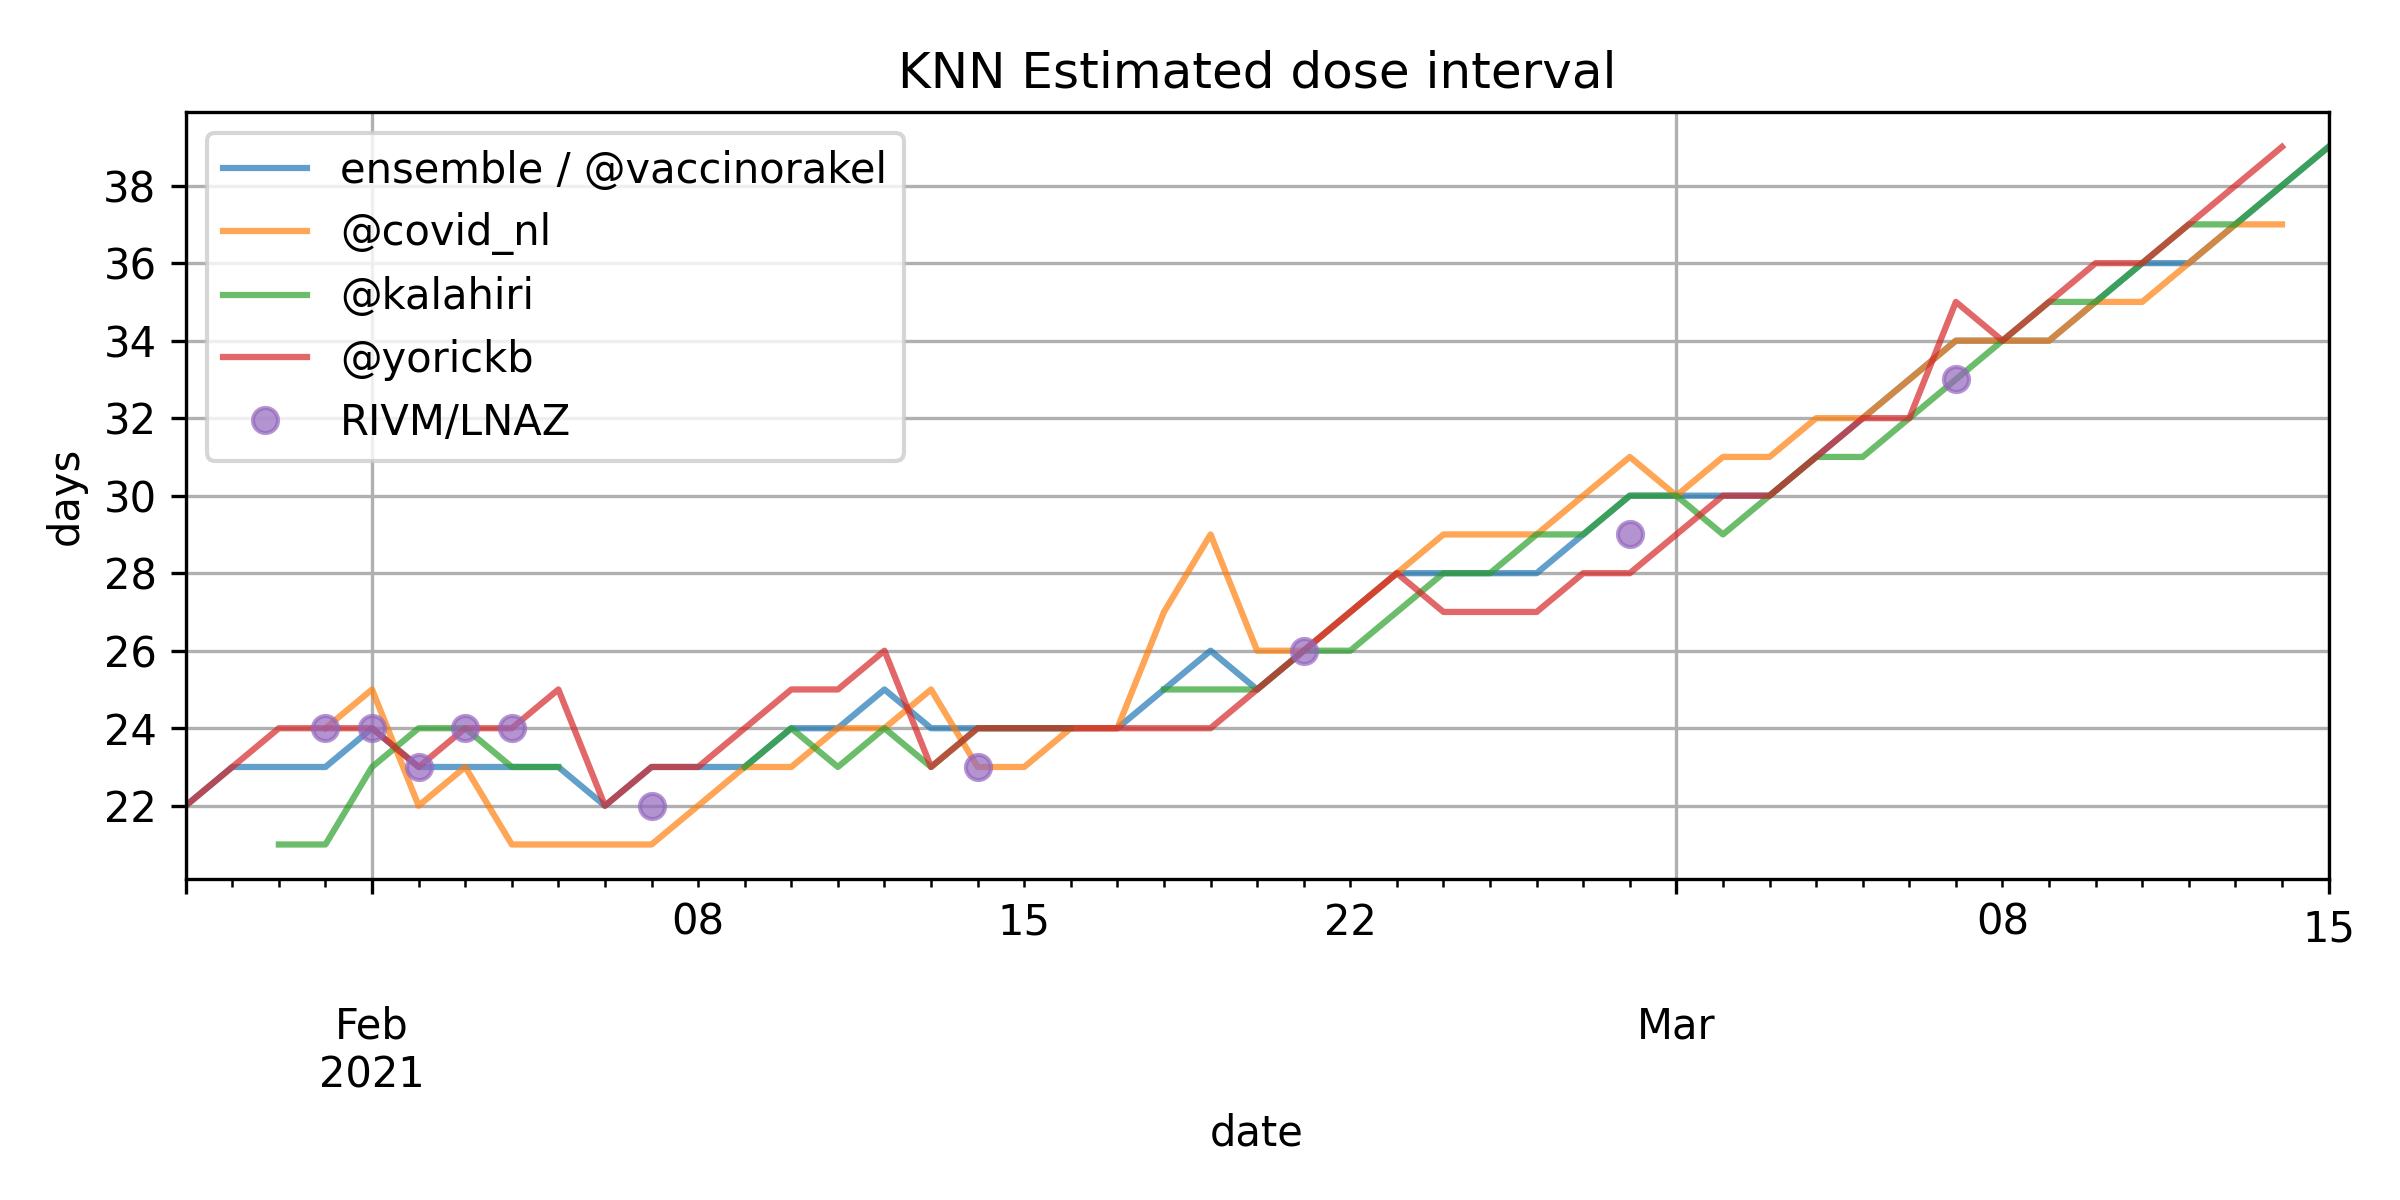 KNN Estimated dose interval
ensemble / @vaccinorakel
@covid_nl
@kalahiri
@yorickb
RIVM/LNAZ
days
38
36
34
32
30
28
26
24
22
08
15
22
08
15
Feb
2021
Mar
date